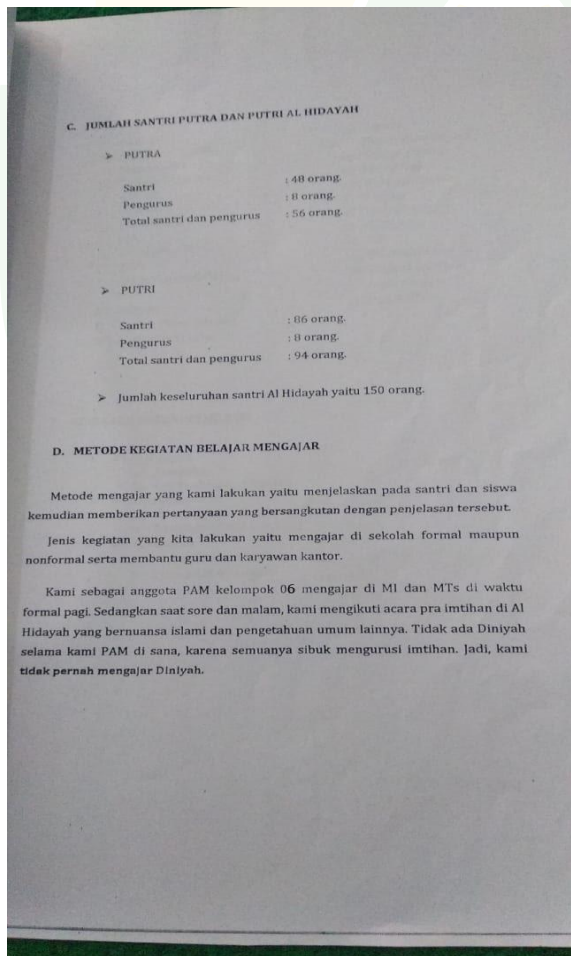 C. JUMLAH SANTRI PUTRA DAN PUTRI AL HIDAYAH
➢ PUTRA
Santri : 48 orang.
Pengurus : 8 orang.
Total santri dan pengurus : 56 orang.
➢ PUTRI
Santri : 86 orang.
Pengurus : 8 orang.
Total santri dan pengurus : 94 orang.
➢ Jumlah keseluruhan santri Al Hidayah yaitu 150 orang.
D. METODE KEGIATAN BELAJAR MENGAJAR
Metode mengajar yang kami lakukan yaitu menjelaskan pada santri dan siswa
kemudian memberikan pertanyaan yang bersangkutan dengan penjelasan tersebut.
Jenis kegiatan yang kita lakukan yaitu mengajar di sekolah formal maupun
nonformal serta membantu guru dan karyawan kantor.
Kami sebagai anggota PAM kelompok 06 mengajar di MI dan MTs di waktu
formal pagi. Sedangkan saat sore dan malam, kami mengikuti acara pra imtihan di Al
Hidayah yang bernuansa islami dan pengetahuan umum lainnya. Tidak ada Diniyah
selama kami PAM di sana, karena semuanya sibuk mengurusi imtihan. Jadi, kami
tidak pernah mengajar Diniyah.